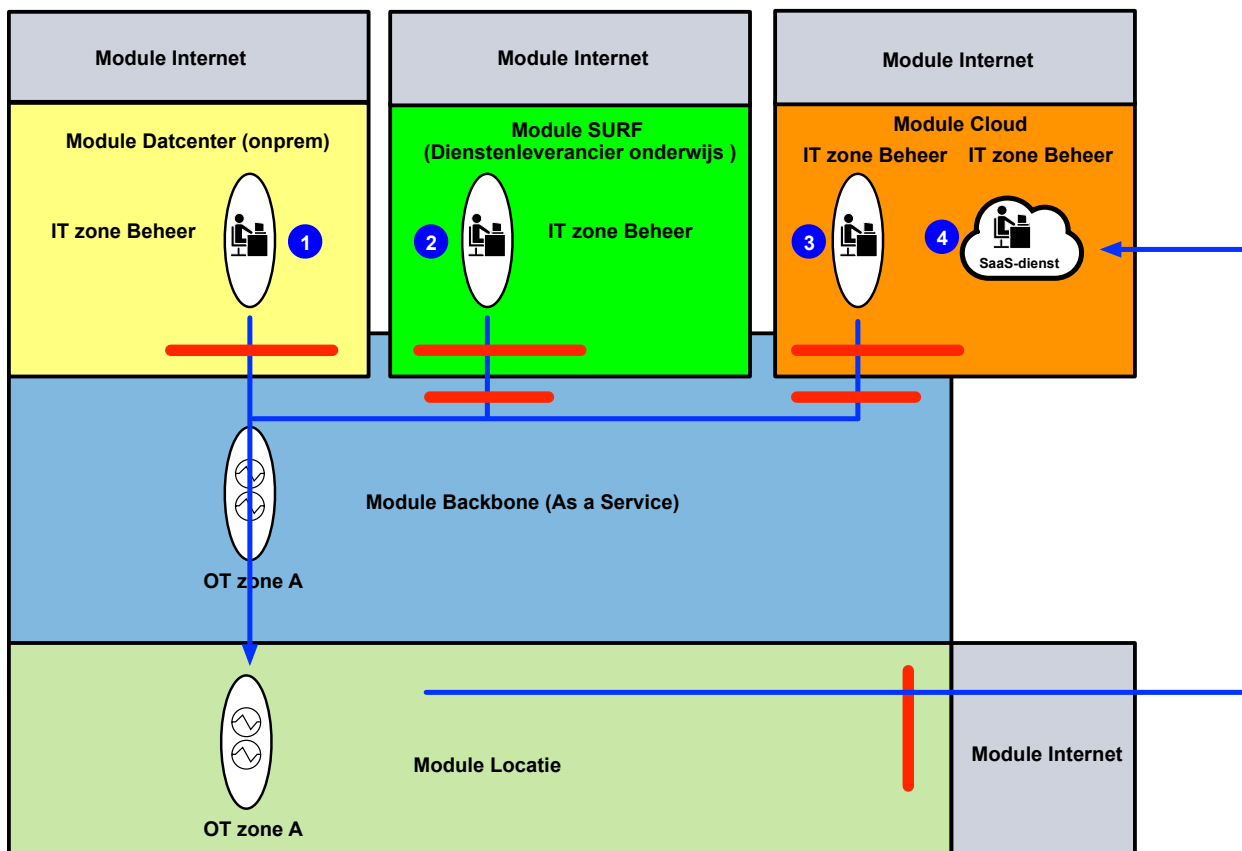 Module Internet
Module Internet
Module Internet
Module Datcenter (onprem)
Module SURF
(Dienstenleverancier onderwijs )
Module Cloud
IT zone Beheer
IT zone Beheer
IT zone Beheer
1
2
IT zone Beheer
3
4
SaaS-dienst
Module Backbone (As a Service)
OT zone A
Module Locatie
Module Internet
OT zone A